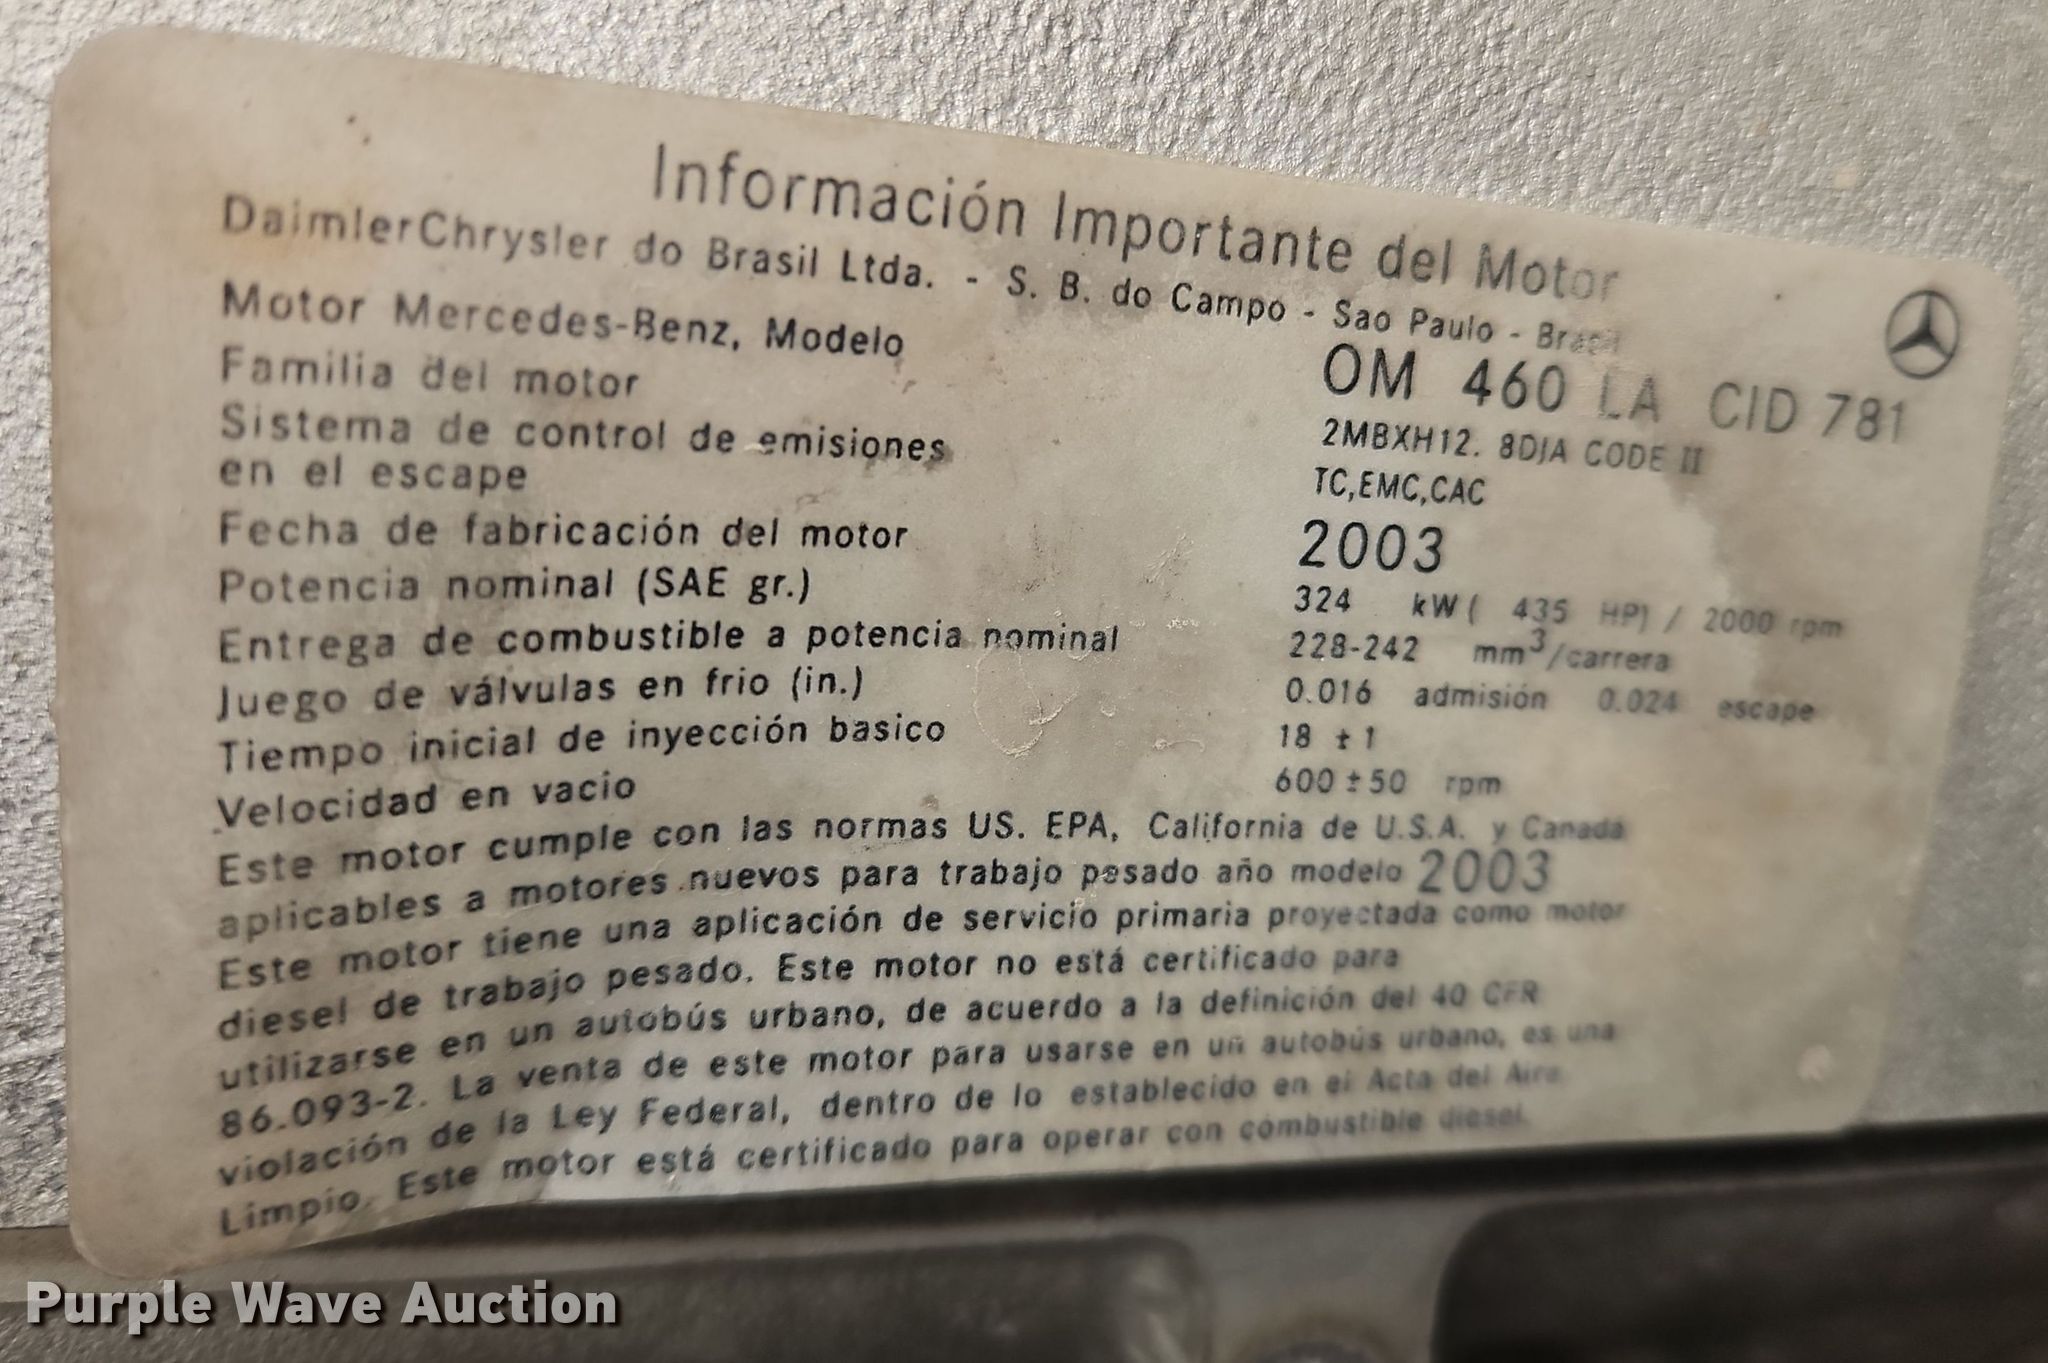 Información Importante del Motor
DaimlerChrysler do Brasil Ltda. - S. B. do Campo - Sao Paulo - Brasil
Motor Mercedes-Benz, Modelo OM 460 LA CID 781
Familia del motor 2MBXH12. 8DJA CODE II
Sistema de control de emisiones
en el escape TC,EMC,CAC
Fecha de fabricación del motor 2003
Potencia nominal (SAE gr.) 324 kW ( 435 HP) / 2000 rpm
Entrega de combustible a potencia nominal 228-242 mm³/carrera
Juego de válvulas en frio (in.) 0.016 admisión 0.024 escape
Tiempo inicial de inyección basico 18 ± 1
Velocidad en vacio 600 ± 50 rpm
Este motor cumple con las normas US. EPA, California de U.S.A. y Canadá
aplicables a motores nuevos para trabajo pesado año modelo 2003
Este motor tiene una aplicación de servicio primaria proyectada como motor
diesel de trabajo pesado. Este motor no está certificado para
utilizarse en un autobús urbano, de acuerdo a la definición del 40 CFR
86.093-2. La venta de este motor para usarse en un autobús urbano, es una
violación de la Ley Federal, dentro de lo establecido en el Acta del Aire
Limpio. Este motor está certificado para operar con combustible diesel.
Purple Wave Auction